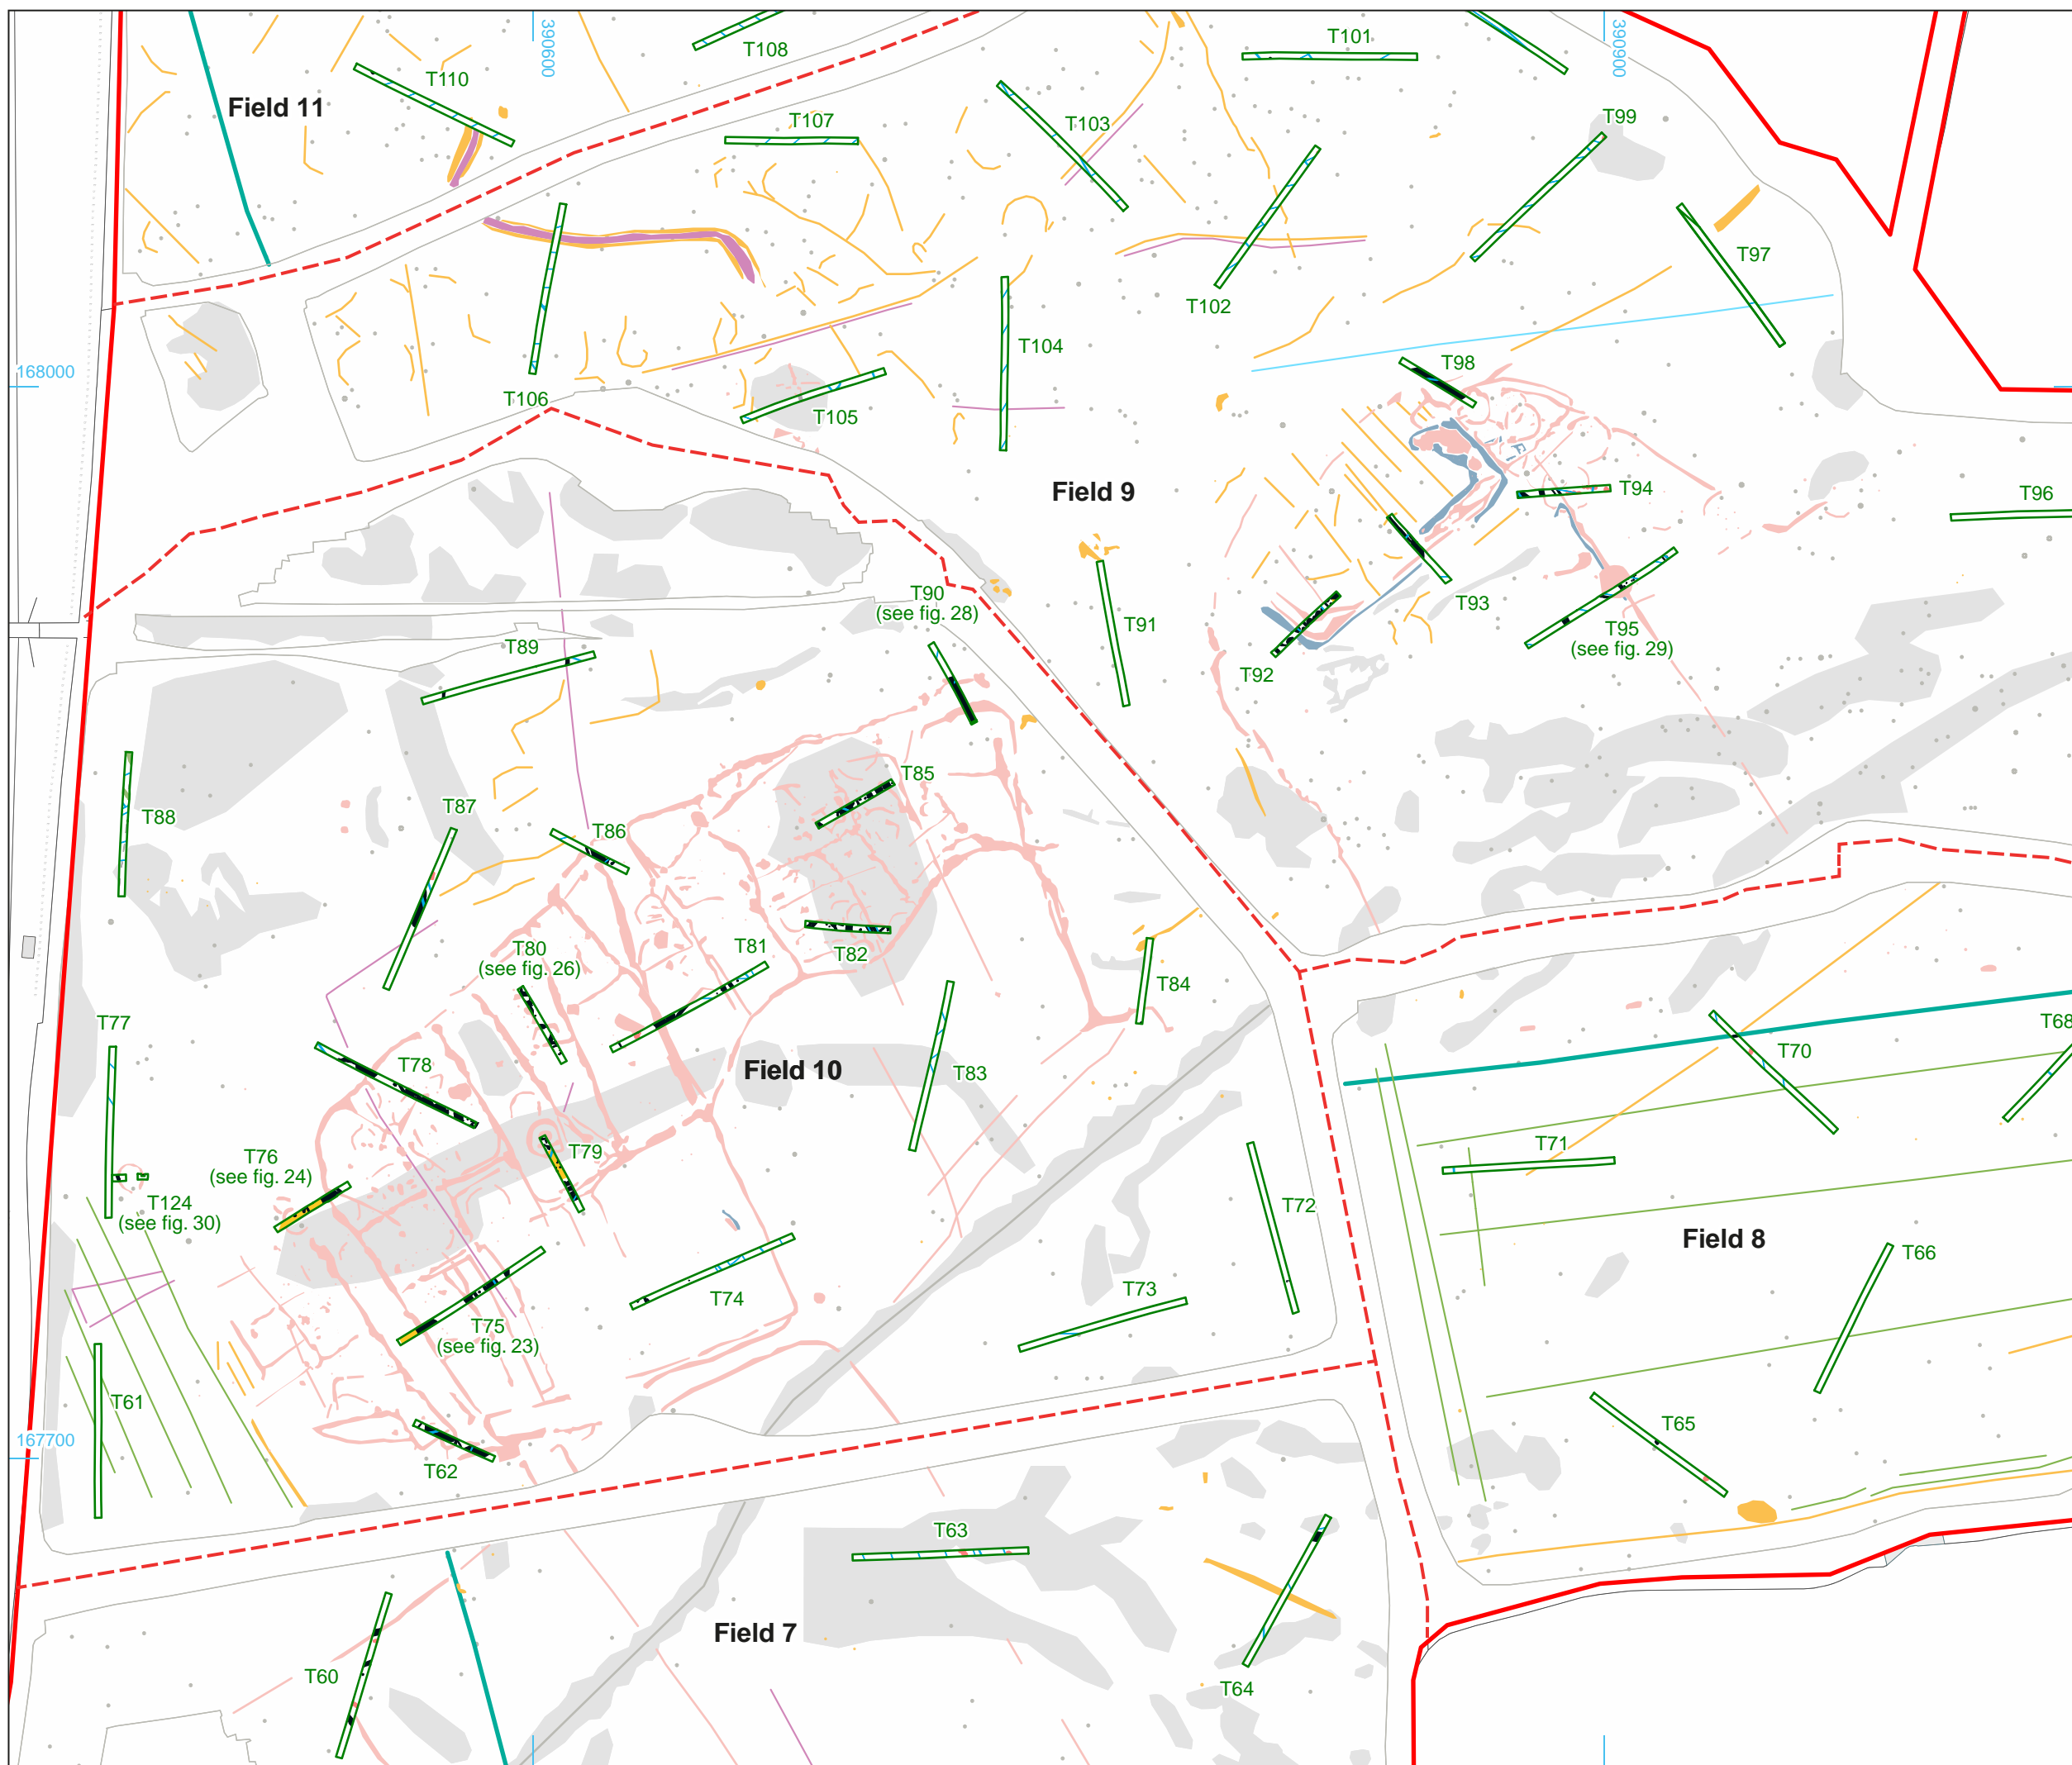 390600
390900
T108
T101
T110
Field 11
T107
T103
T99
T97
T102
168000
T104
T98
T106
T105
Field 9
T94
T96
T90
(see fig. 28)
T93
T91
T95
(see fig. 29)
T89
T92
T88
T87
T86
T85
T80
(see fig. 26)
T81
T82
T84
T77
T78
Field 10
T83
T70
T68
T76
(see fig. 24)
T79
T71
T124
(see fig. 30)
T72
Field 8
T66
T74
T73
T75
(see fig. 23)
T61
T65
167700
T62
T63
Field 7
T60
T64